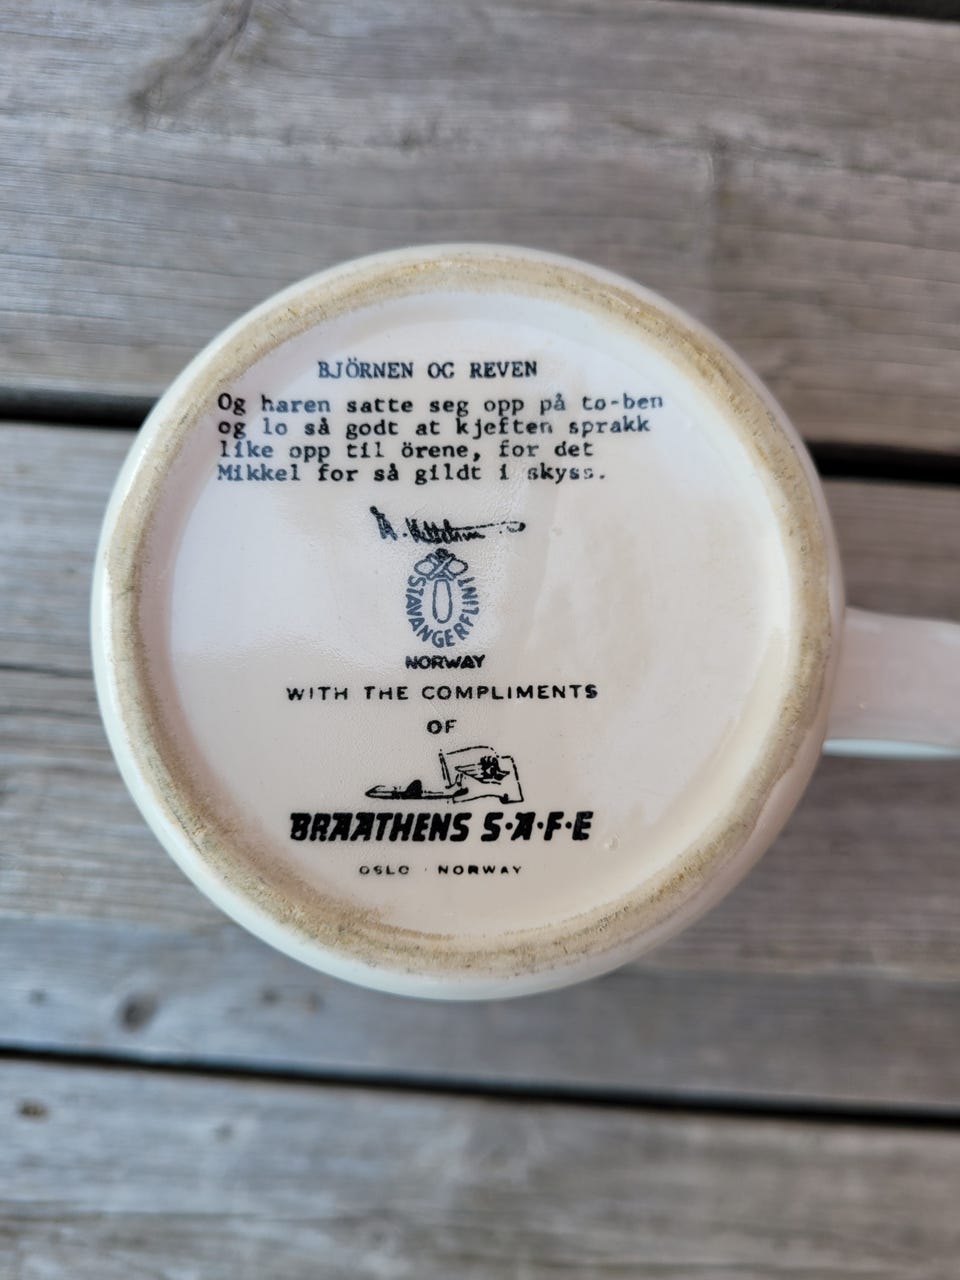 BJÖRNEN OG REVEN
Og haren satte seg opp på to-ben
og lo så godt at kjeften sprakk
like opp til örene, for det
Mikkel for så gildt i skyss.
STAVANGERFLINT
NORWAY
WITH THE COMPLIMENTS
OF
BRAATHENS S·A·F·E
OSLO · NORWAY